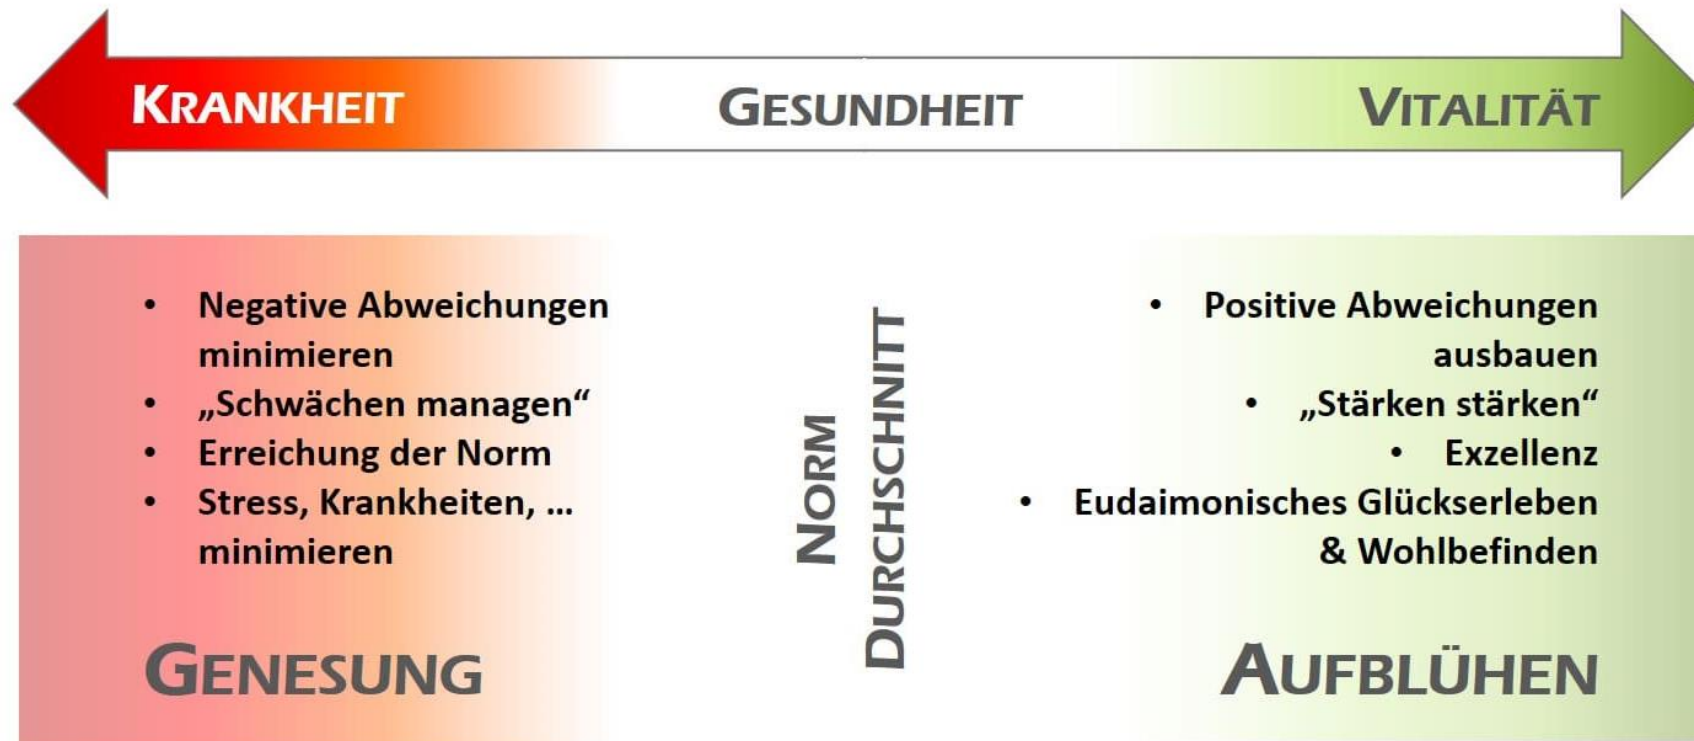 KRANKHEIT
GESUNDHEIT
VITALITÄT
• Negative Abweichungen
minimieren
• „Schwächen managen“
• Erreichung der Norm
• Stress, Krankheiten, …
minimieren
GENESUNG
NORM
DURCHSCHNITT
• Positive Abweichungen
ausbauen
• „Stärken stärken“
• Exzellenz
• Eudaimonisches Glückserleben
& Wohlbefinden
AUFBLÜHEN